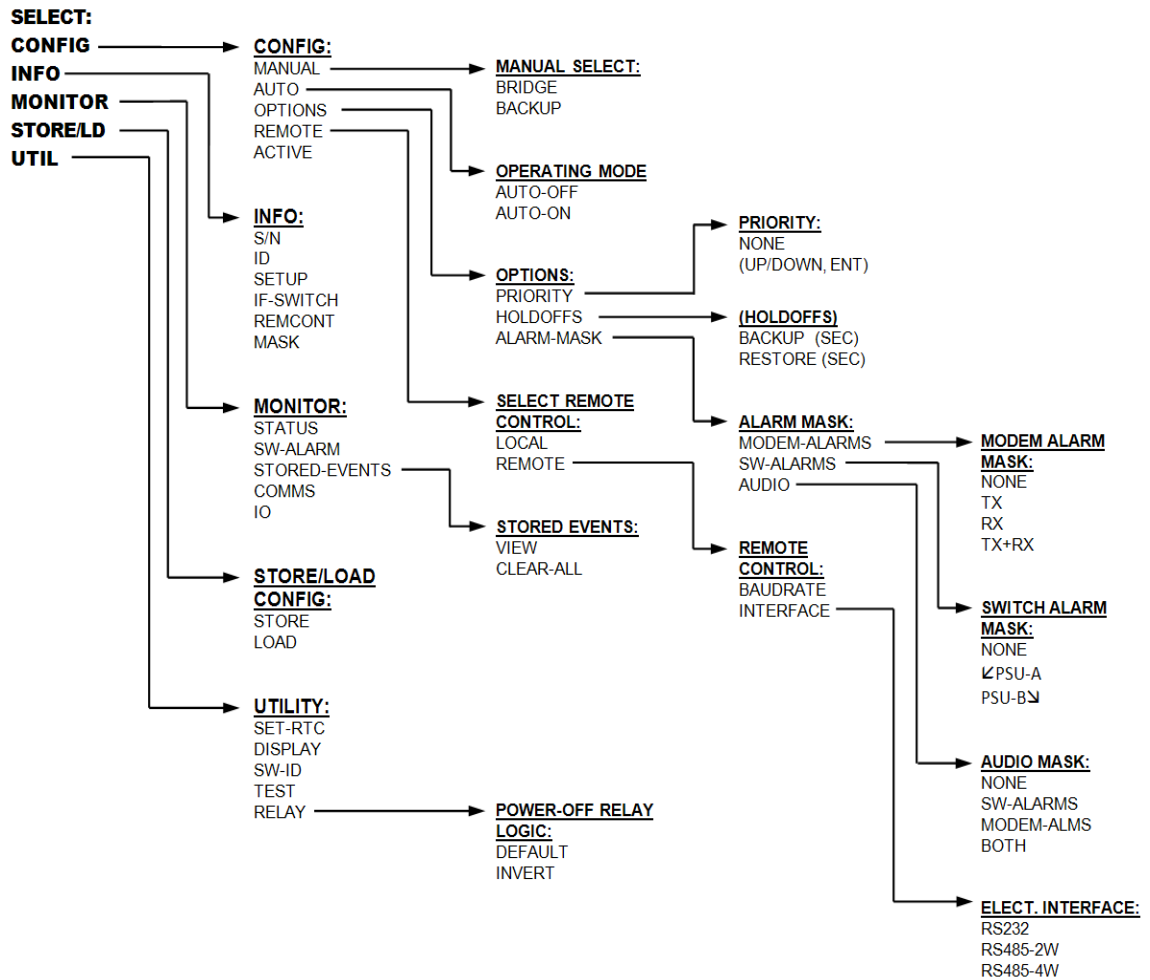 SELECT:
CONFIG
INFO
MONITOR
STORE/LD
UTIL
CONFIG:
MANUAL
AUTO
OPTIONS
REMOTE
ACTIVE
INFO:
S/N
ID
SETUP
IF-SWITCH
REMCONT
MASK
MONITOR:
STATUS
SW-ALARM
STORED-EVENTS
COMMS
IO
STORE/LOAD
CONFIG:
STORE
LOAD
UTILITY:
SET-RTC
DISPLAY
SW-ID
TEST
RELAY
MANUAL SELECT:
BRIDGE
BACKUP
OPERATING MODE
AUTO-OFF
AUTO-ON
OPTIONS:
PRIORITY
HOLDOFFS
ALARM-MASK
SELECT REMOTE
CONTROL:
LOCAL
REMOTE
STORED EVENTS:
VIEW
CLEAR-ALL
POWER-OFF RELAY
LOGIC:
DEFAULT
INVERT
PRIORITY:
NONE
(UP/DOWN, ENT)
(HOLDOFFS)
BACKUP (SEC)
RESTORE (SEC)
ALARM MASK:
MODEM-ALARMS
SW-ALARMS
AUDIO
REMOTE
CONTROL:
BAUDRATE
INTERFACE
MODEM ALARM
MASK:
NONE
TX
RX
TX+RX
SWITCH ALARM
MASK:
NONE
↙PSU-A
PSU-B↘
AUDIO MASK:
NONE
SW-ALARMS
MODEM-ALMS
BOTH
ELECT. INTERFACE:
RS232
RS485-2W
RS485-4W